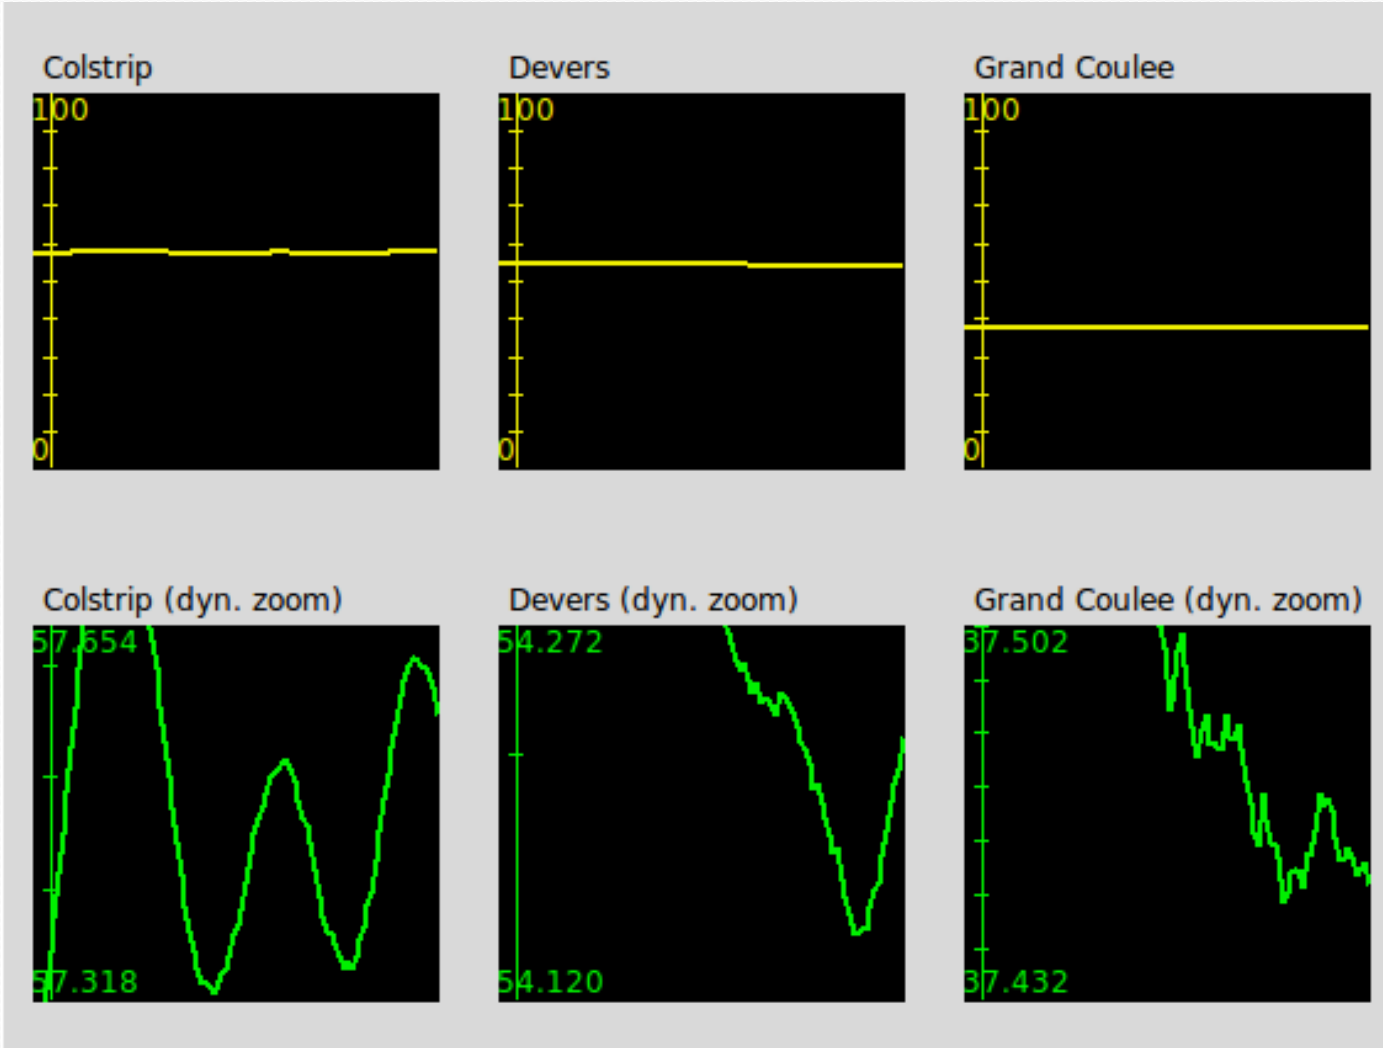 Colstrip
Devers
Grand Coulee
100
100
100
0
0
0
Colstrip (dyn. zoom)
Devers (dyn. zoom)
Grand Coulee (dyn. zoom)
57.654
54.272
37.502
57.318
54.120
37.432